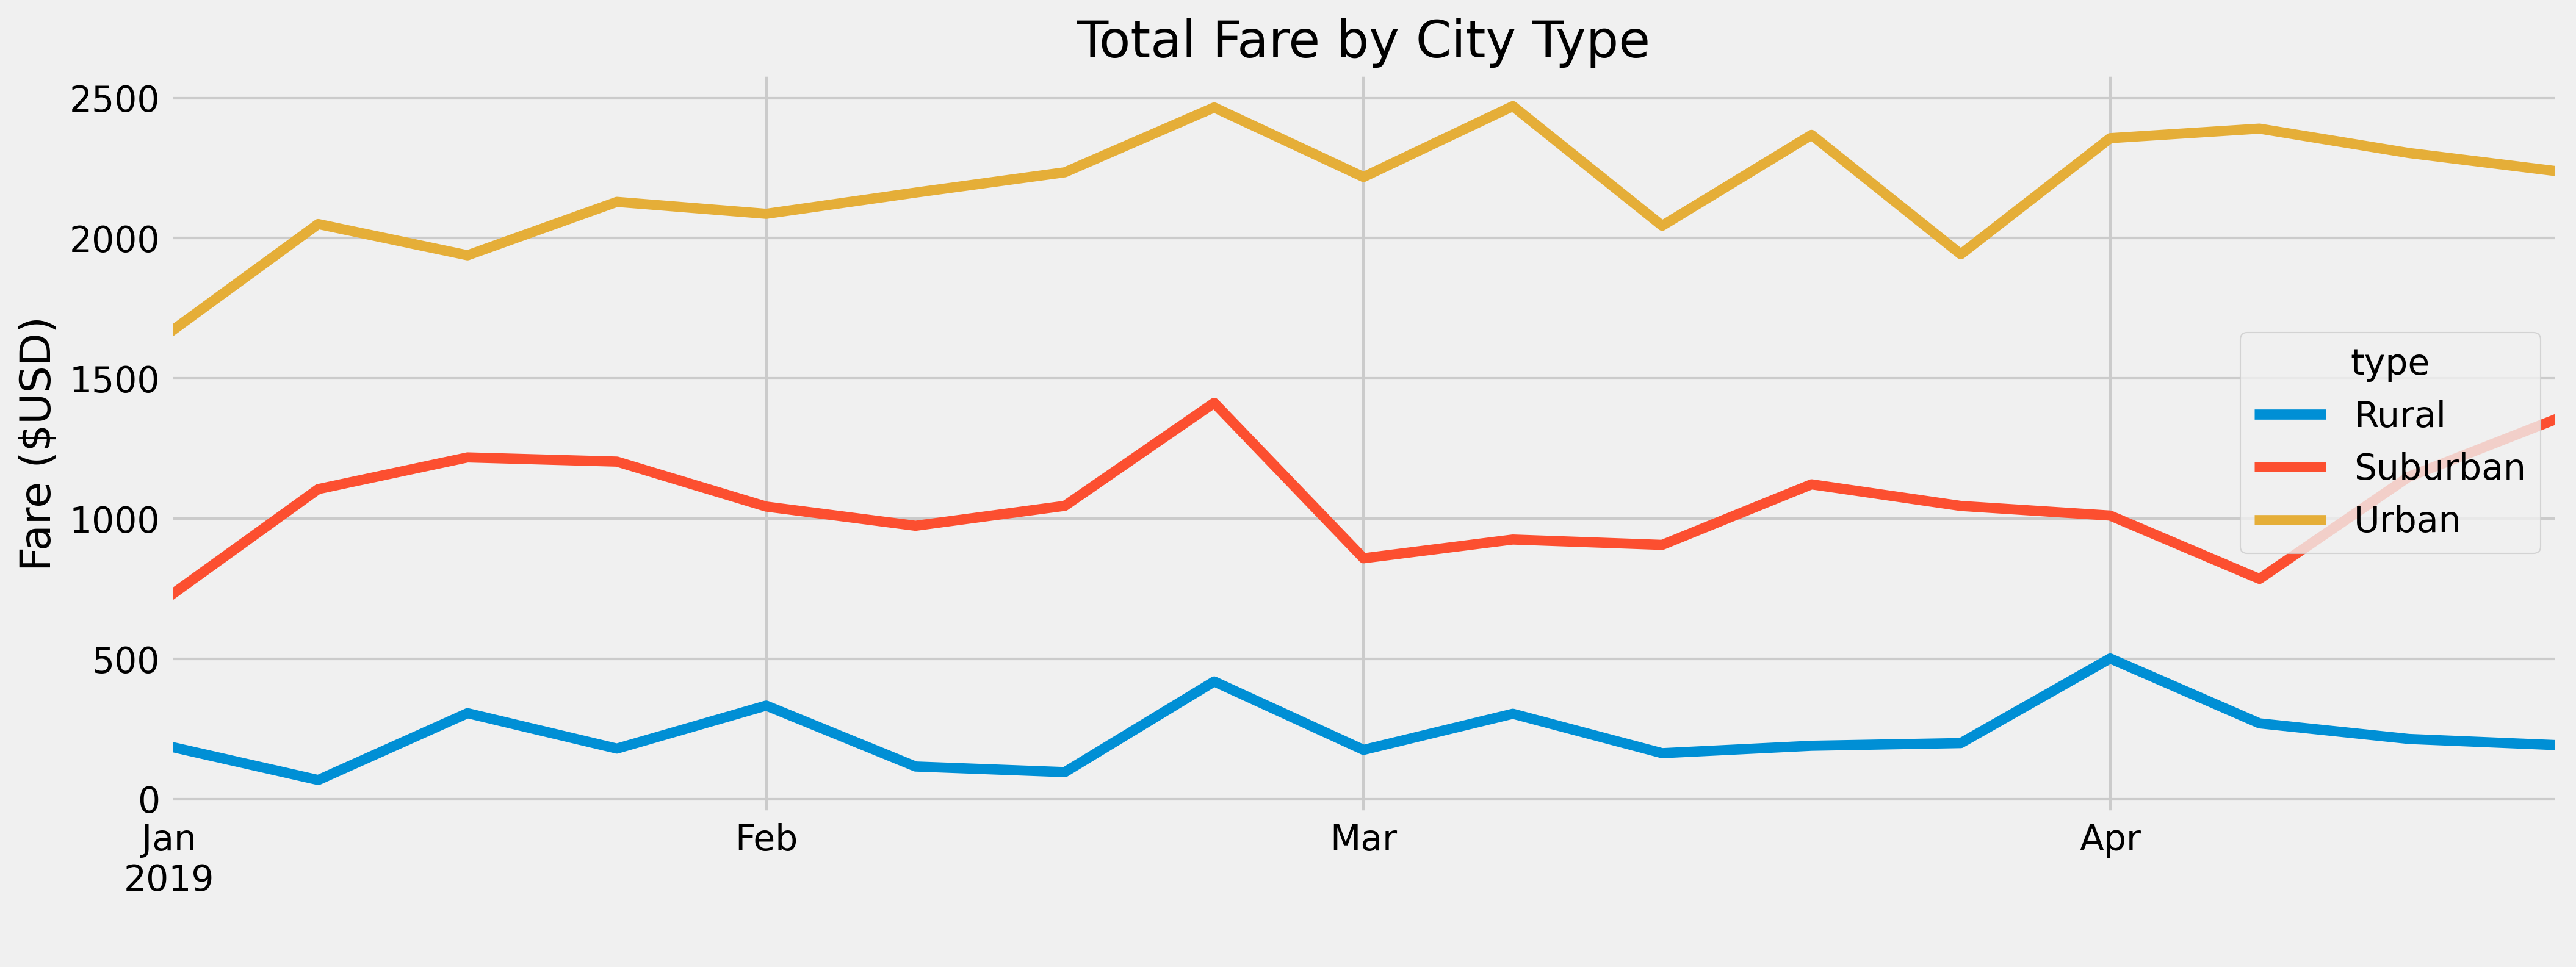 Total Fare by City Type
Fare ($USD)
2500
2000
1500
1000
500
0
Jan
2019
Feb
Mar
Apr
type
Rural
Suburban
Urban